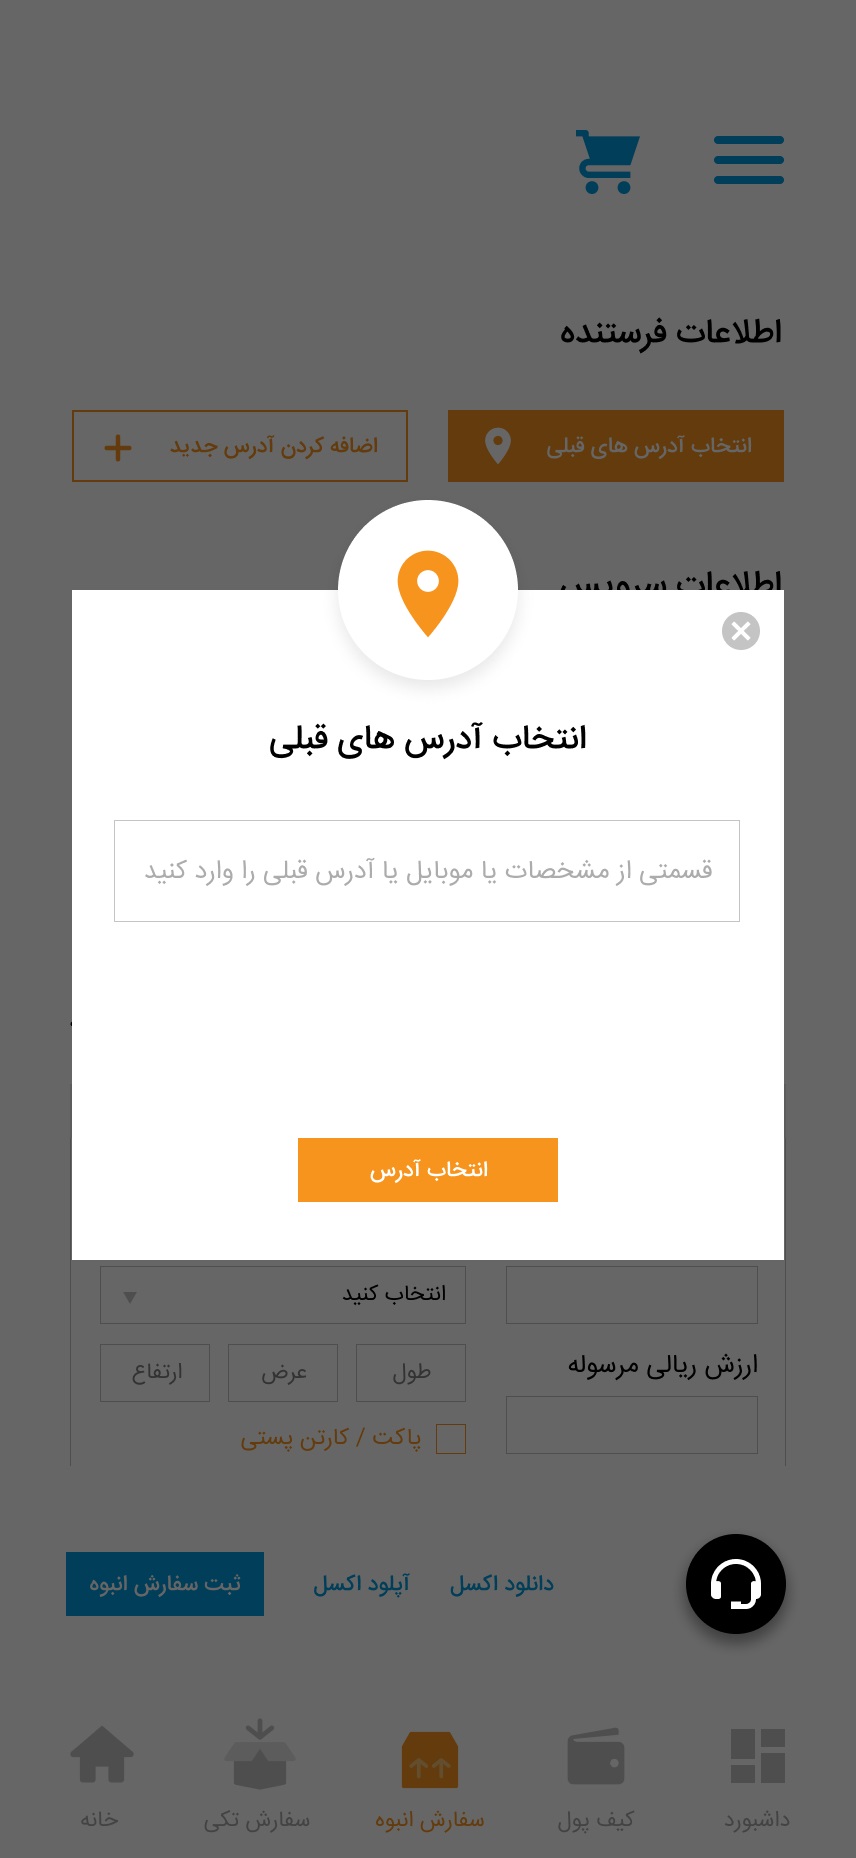 اطلاعات فرستنده
انتخاب آدرس های قبلی
اضافه کردن آدرس جدید
اطلاعات سرویس
انتخاب آدرس های قبلی
قسمتی از مشخصات یا موبایل یا آدرس قبلی را وارد کنید
انتخاب آدرس
انتخاب کنید
ارزش ریالی مرسوله
طول
عرض
ارتفاع
پاکت / کارتن پستی
دانلود اکسل
آپلود اکسل
ثبت سفارش انبوه
داشبورد
کیف پول
سفارش انبوه
سفارش تکی
خانه